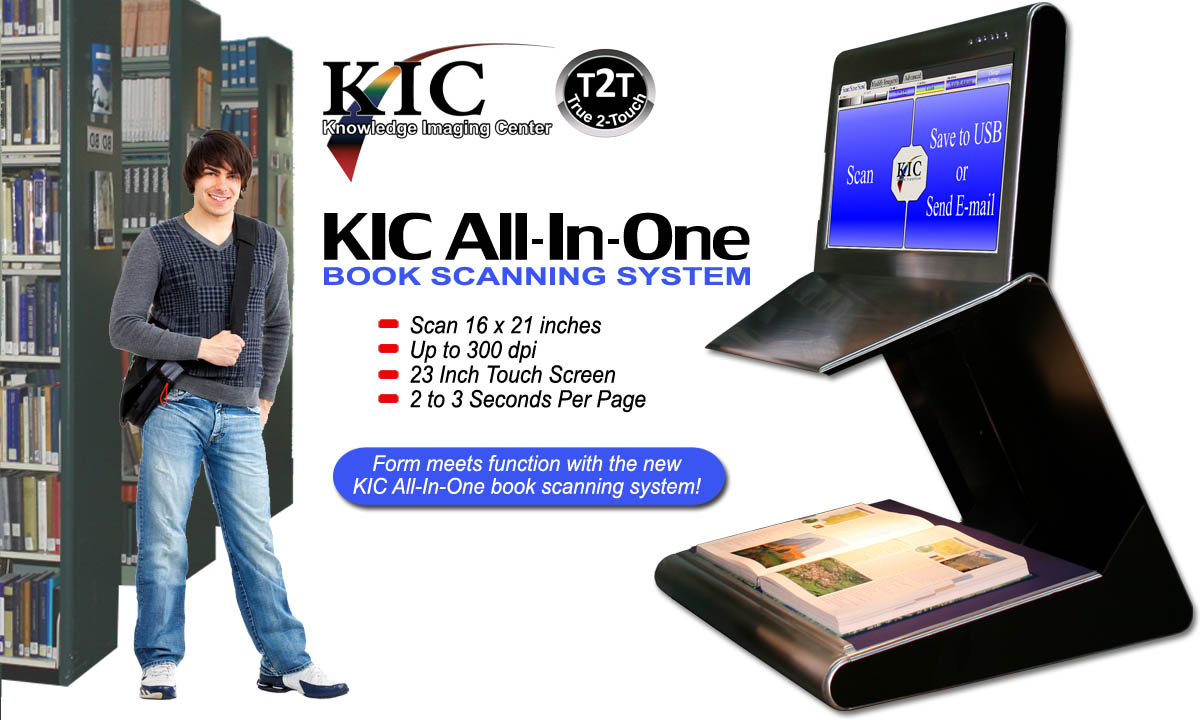 KIC
Knowledge Imaging Center
T2T
True 2-Touch
KIC All-In-One
BOOK SCANNING SYSTEM
Scan 16 x 21 inches
Up to 300 dpi
23 Inch Touch Screen
2 to 3 Seconds Per Page
Form meets function with the new
KIC All-In-One book scanning system!
Scan
KIC
Save to USB
or
Send E-mail